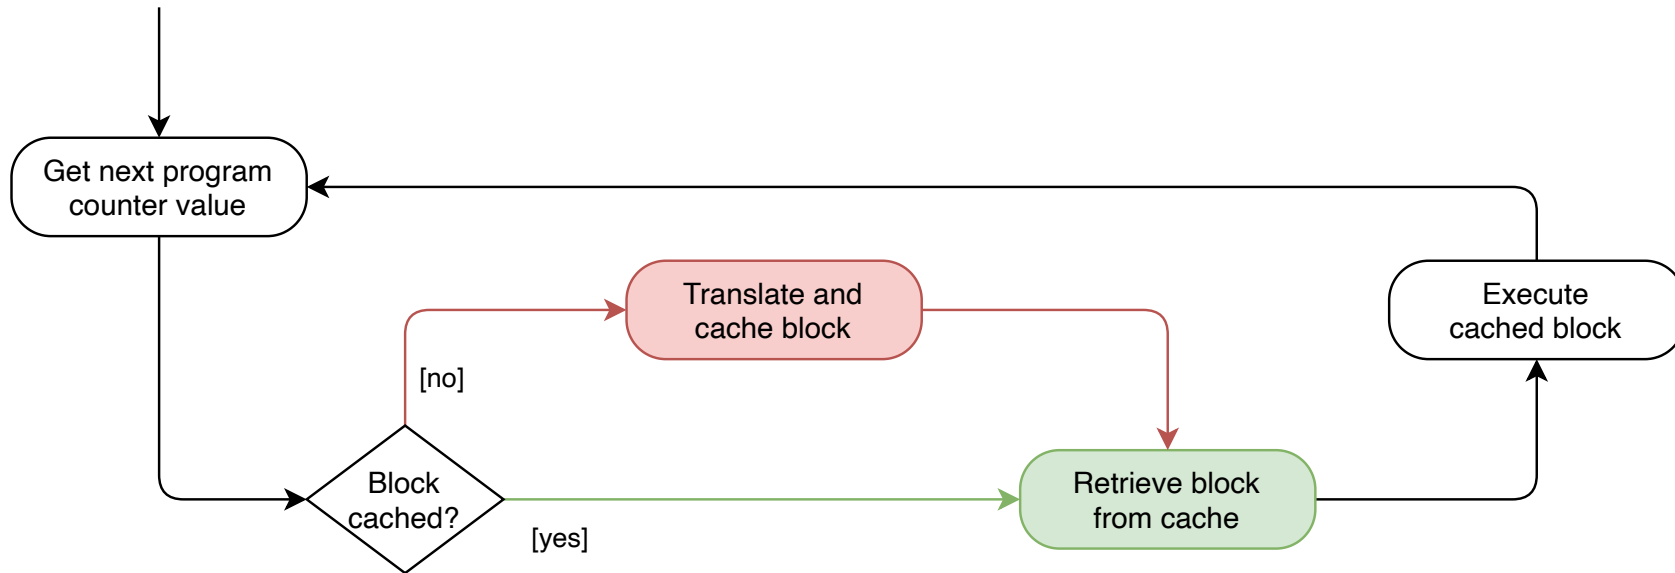 Get next program
counter value
Translate and
cache block
Execute
cached block
[no]
Block
cached?
[yes]
Retrieve block
from cache